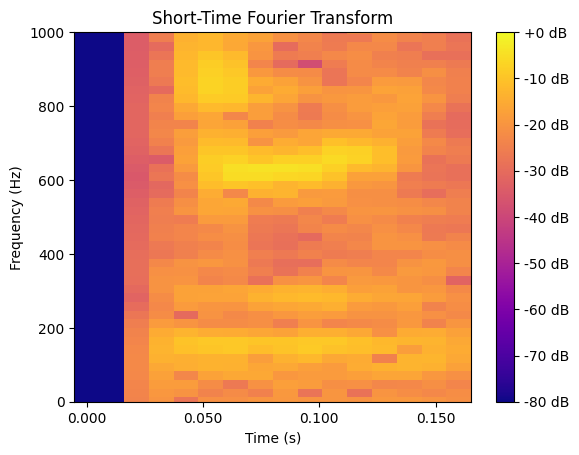 Short-Time Fourier Transform
1000
800
600
400
200
0
Frequency (Hz)
0.000
0.050
0.100
0.150
Time (s)
+0 dB
-10 dB
-20 dB
-30 dB
-40 dB
-50 dB
-60 dB
-70 dB
-80 dB